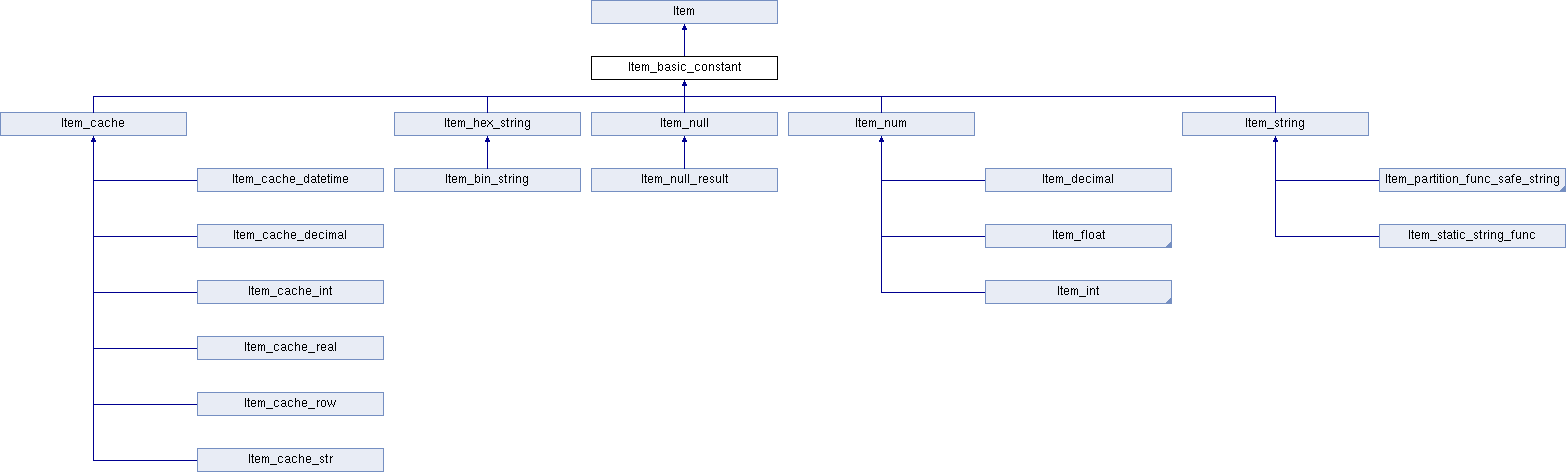 Item
Item_basic_constant
Item_cache
Item_hex_string
Item_null
Item_num
Item_string
Item_cache_datetime
Item_bin_string
Item_null_result
Item_decimal
Item_partition_func_safe_string
Item_cache_decimal
Item_float
Item_static_string_func
Item_cache_int
Item_int
Item_cache_real
Item_cache_row
Item_cache_str